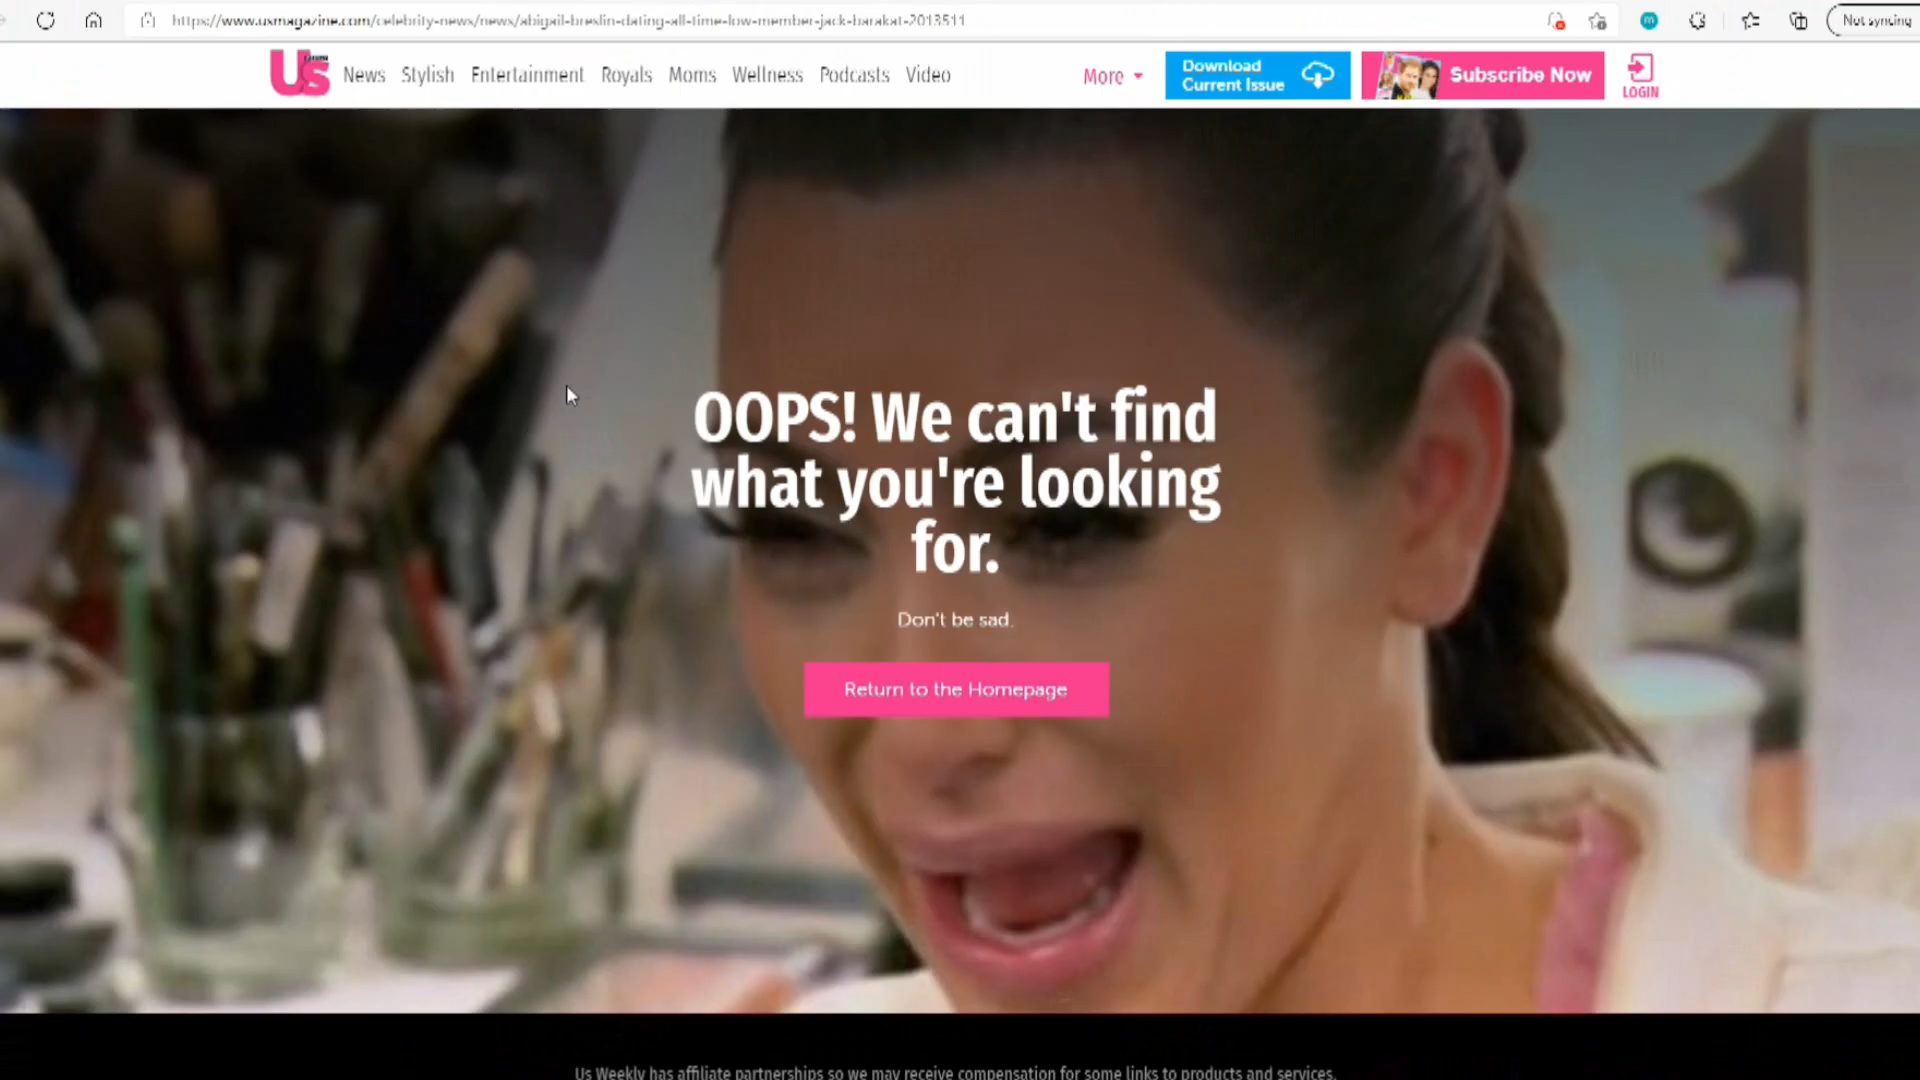 https://www.usmagazine.com/celebrity-news/news/abigail-breslin-dating-all-time-low-member-jack-barakat-2013511
Not syncing
Us News Stylish Entertainment Royals Moms Wellness Podcasts Video More
Download
Current Issue
Subscribe Now
LOGIN
OOPS! We can't find
what you're looking
for.
Don't be sad.
Return to the Homepage
Us Weekly has affiliate partnerships so we may receive compensation for some links to products and services.